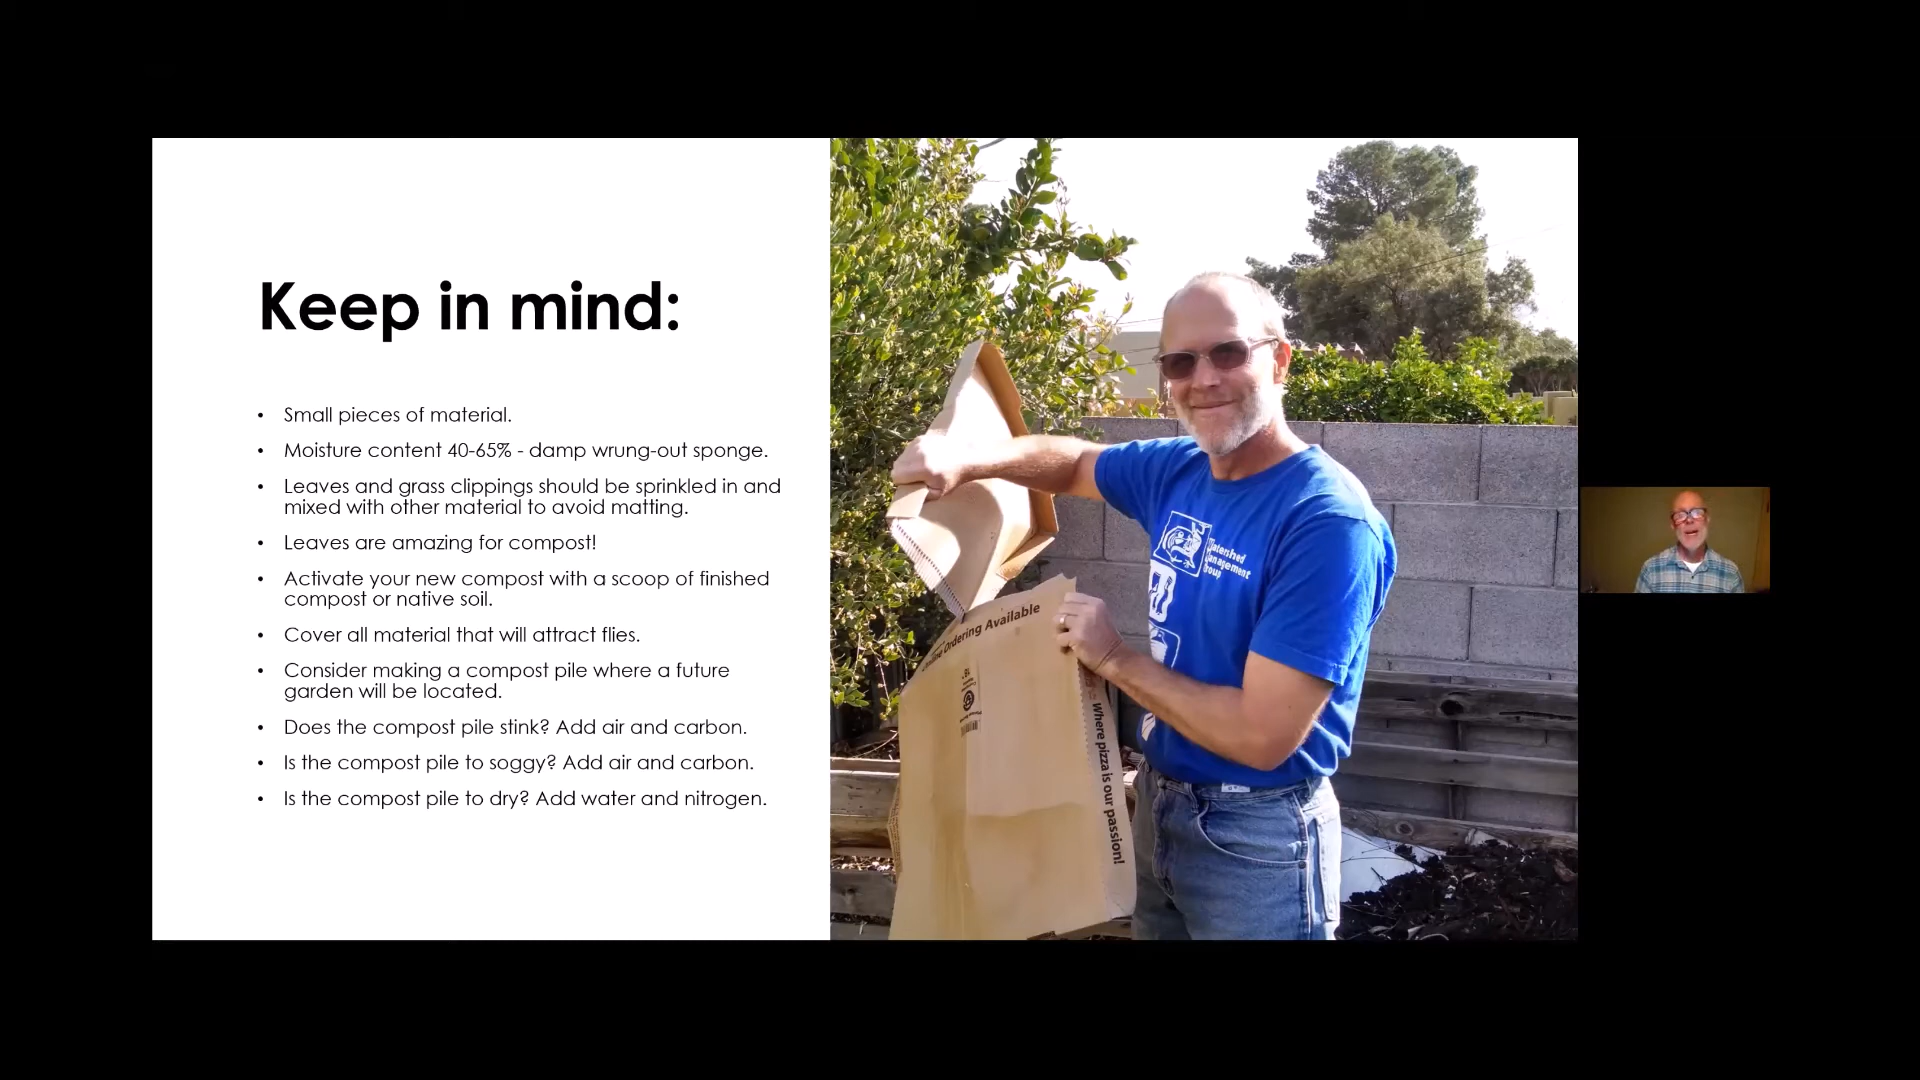 Keep in mind:
• Small pieces of material.
• Moisture content 40-65% - damp wrung-out sponge.
• Leaves and grass clippings should be sprinkled in and
mixed with other material to avoid matting.
• Leaves are amazing for compost!
• Activate your new compost with a scoop of finished
compost or native soil.
• Cover all material that will attract flies.
• Consider making a compost pile where a future
garden will be located.
• Does the compost pile stink? Add air and carbon.
• Is the compost pile to soggy? Add air and carbon.
• Is the compost pile to dry? Add water and nitrogen.
Watershed
Management
Group
Online Ordering Available
Where pizza is our passion!